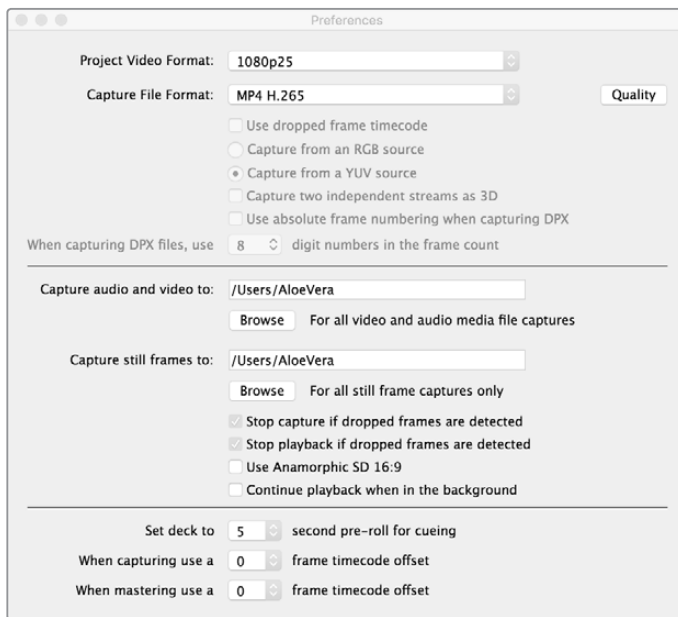 Preferences
Project Video Format: 1080p25
Capture File Format: MP4 H.265 Quality
Use dropped frame timecode
Capture from an RGB source
Capture from a YUV source
Capture two independent streams as 3D
Use absolute frame numbering when capturing DPX
When capturing DPX files, use 8 digit numbers in the frame count
Capture audio and video to: /Users/AloeVera
Browse For all video and audio media file captures
Capture still frames to: /Users/AloeVera
Browse For all still frame captures only
Stop capture if dropped frames are detected
Stop playback if dropped frames are detected
Use Anamorphic SD 16:9
Continue playback when in the background
Set deck to 5 second pre-roll for cueing
When capturing use a 0 frame timecode offset
When mastering use a 0 frame timecode offset